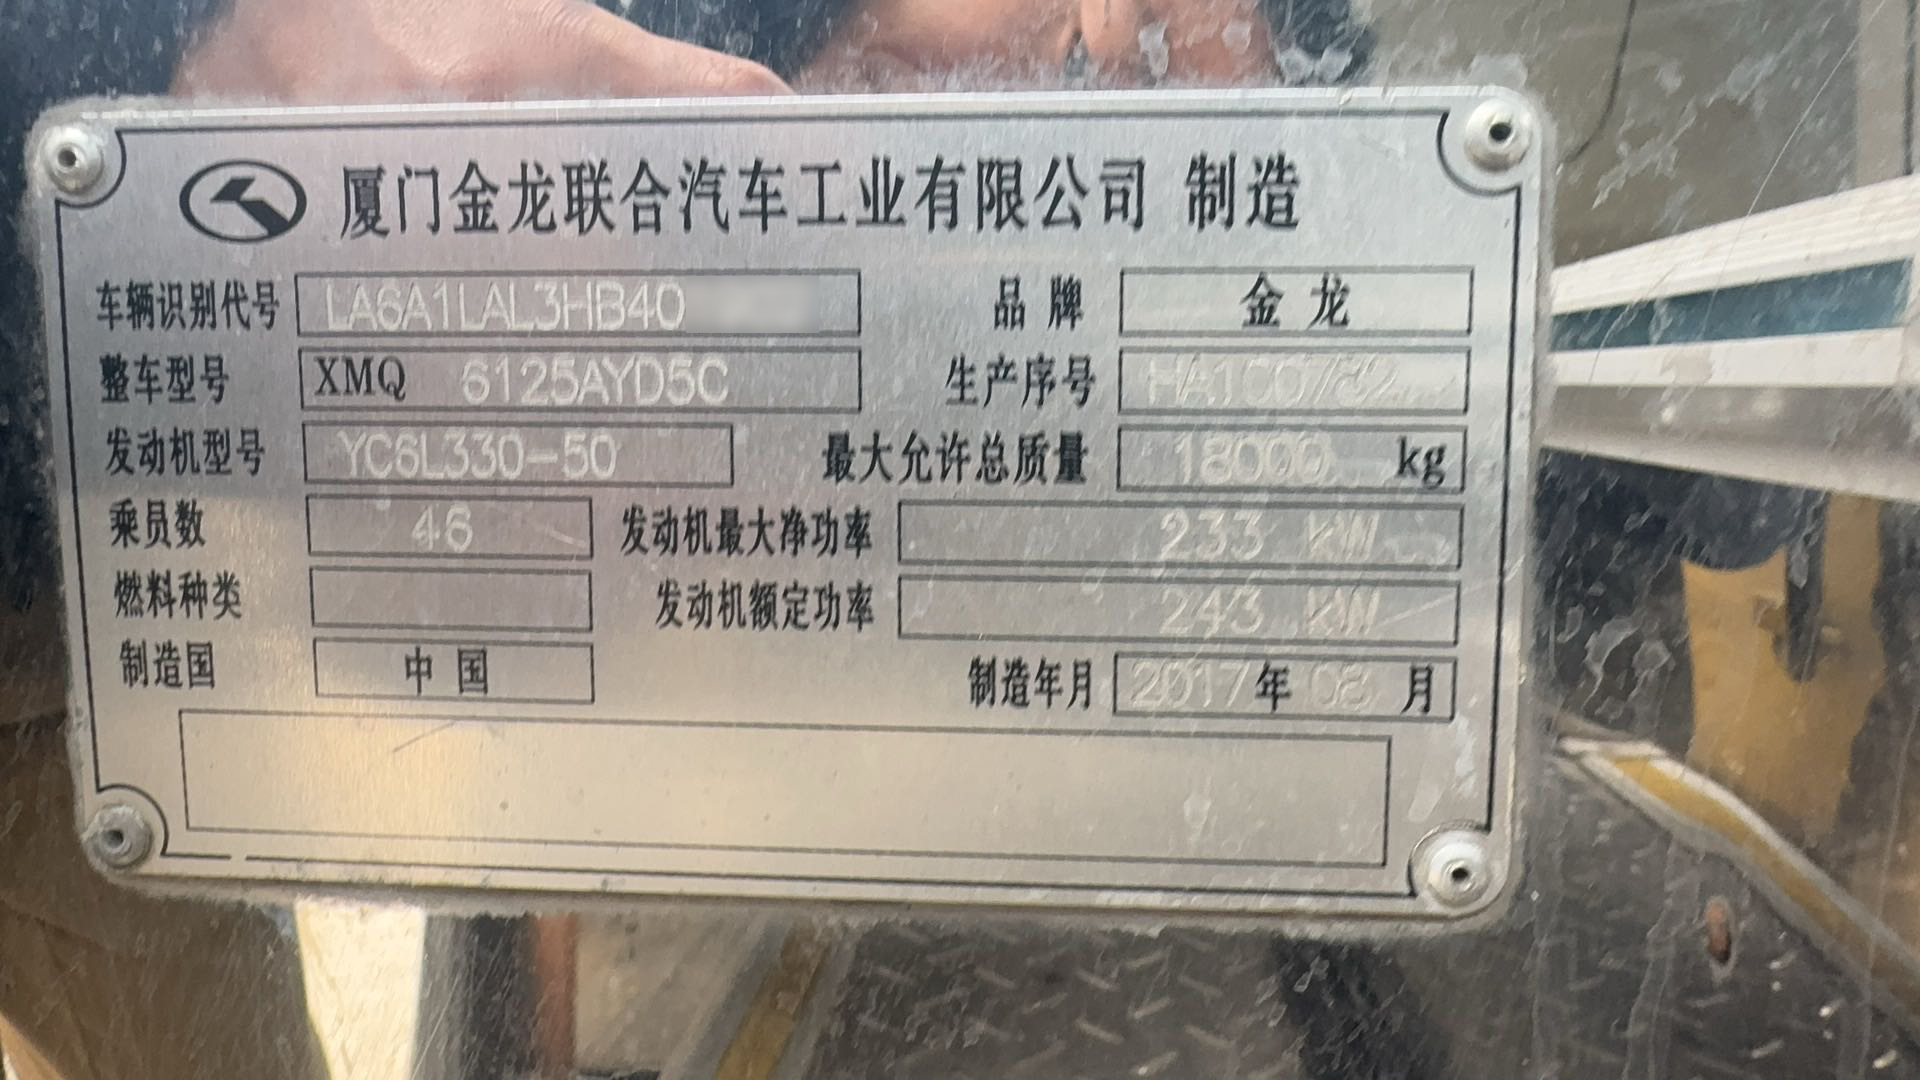 厦门金龙联合汽车工业有限公司 制造
车辆识别代号 LA6A1LAL3HB40 品牌 金龙
整车型号 XMQ 6125AYD5C 生产序号 HA1C0782
发动机型号 YC6L330-50 最大允许总质量 18000 kg
乘员数 46 发动机最大净功率 233 kW
燃料种类 发动机额定功率 243 kW
制造国 中国 制造年月 2017年08月